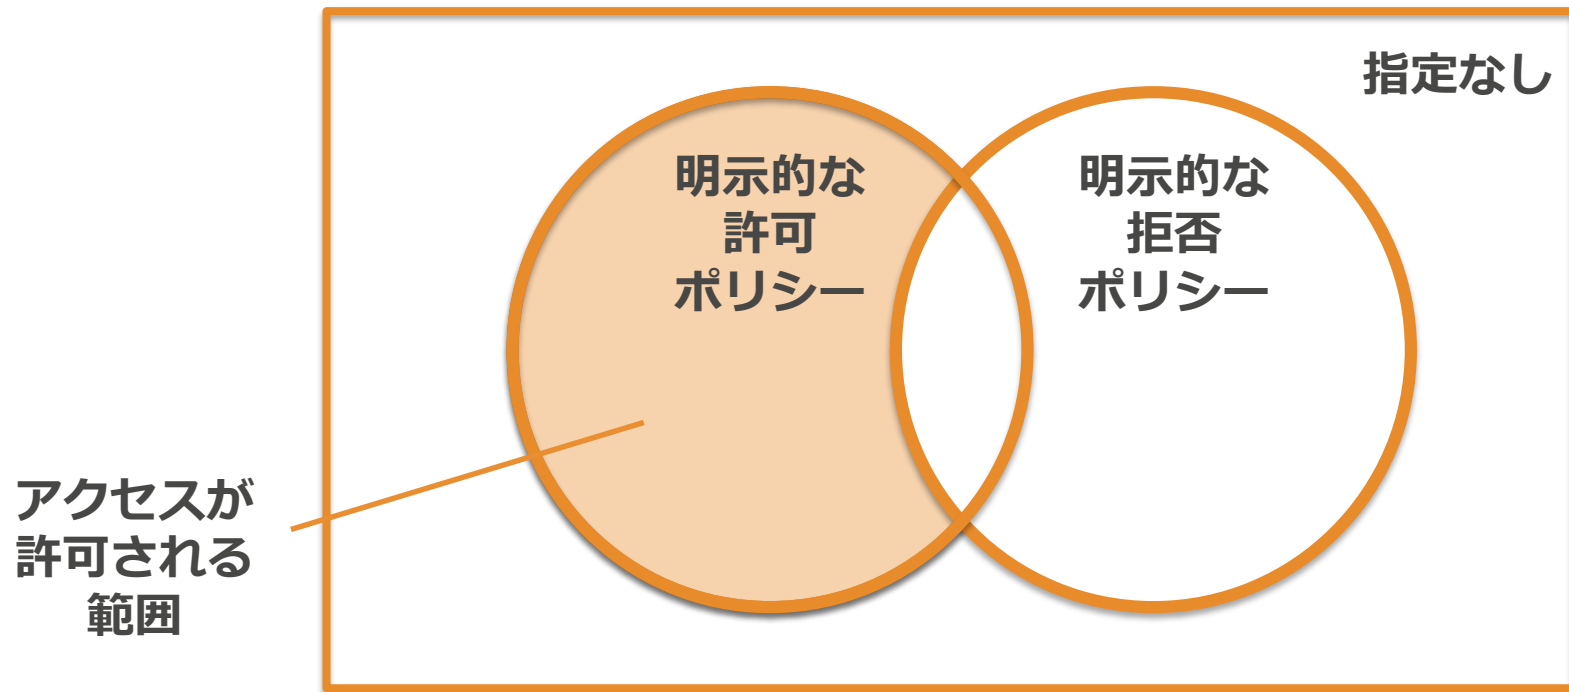 指定なし
明示的な
許可
ポリシー
明示的な
拒否
ポリシー
アクセスが
許可される
範囲